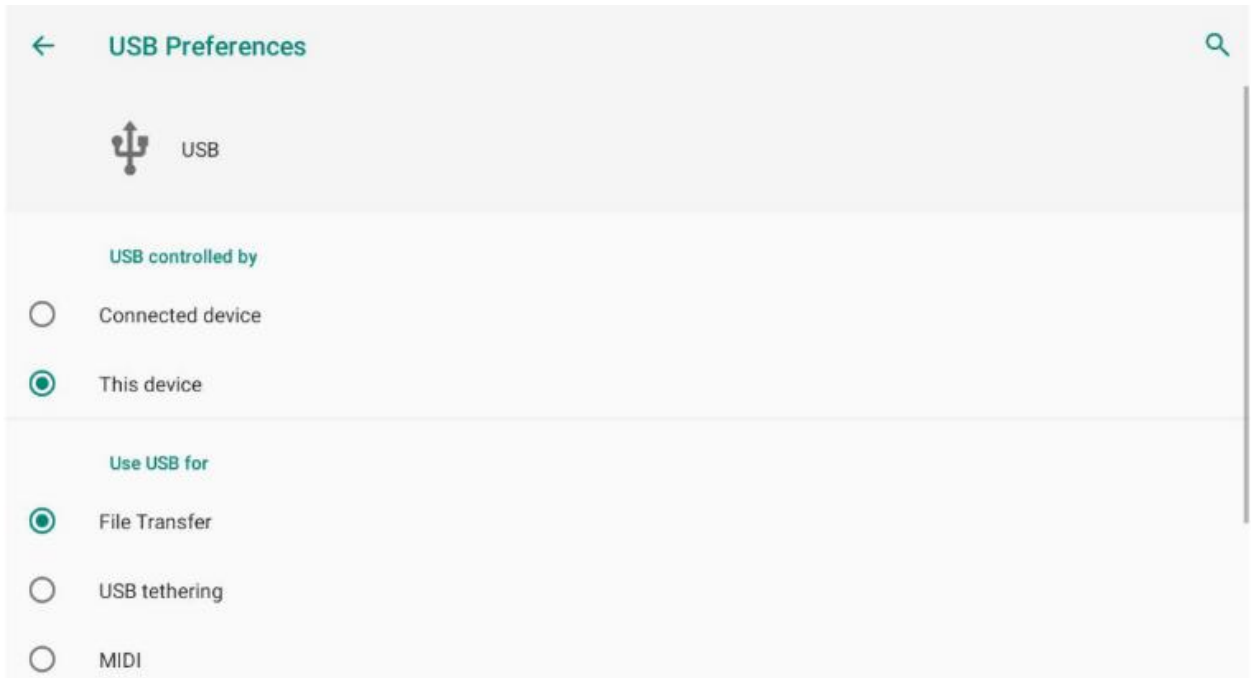 USB Preferences
USB
USB controlled by
Connected device
This device
Use USB for
File Transfer
USB tethering
MIDI